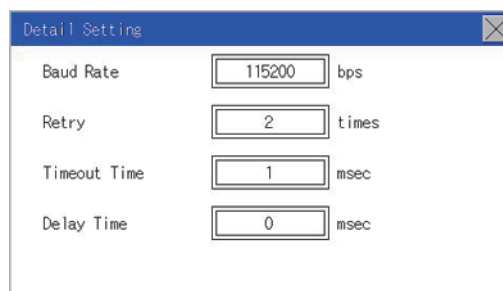 Detail Setting
Baud Rate 115200 bps
Retry 2 times
Timeout Time 1 msec
Delay Time 0 msec